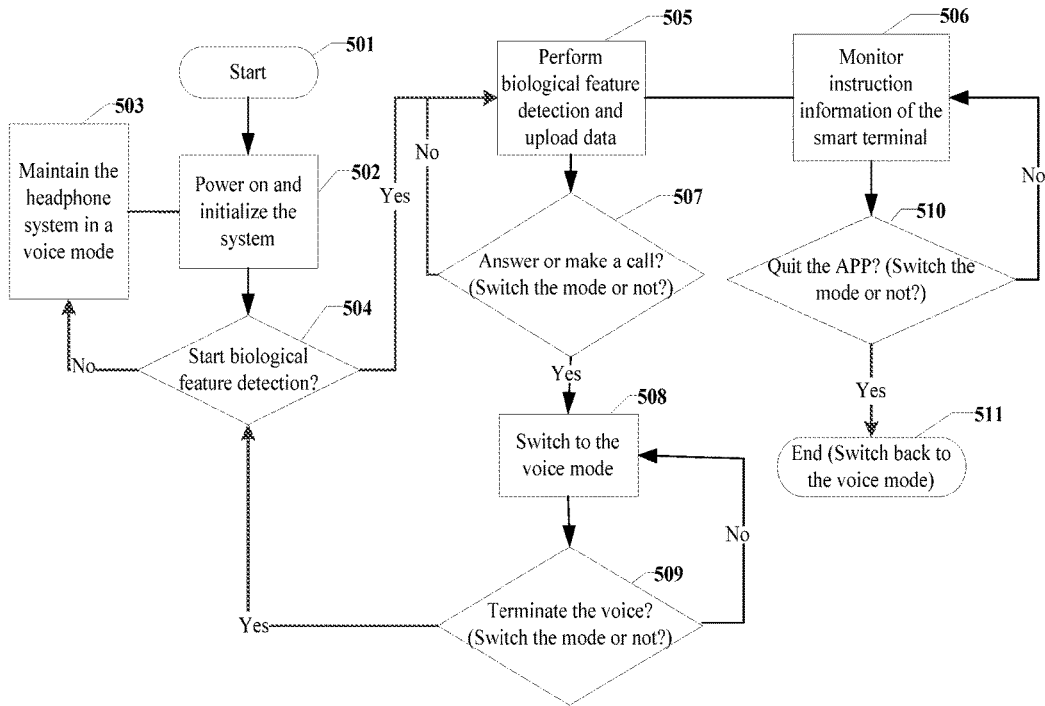 501
Start
503
Maintain the
headphone
system in a
voice mode
502
Power on and
initialize the
system
504
Start biological
feature detection?
No
Yes
505
Perform
biological feature
detection and
upload data
No
507
Answer or make a call?
(Switch the mode or not?)
Yes
508
Switch to the
voice mode
No
509
Terminate the voice?
(Switch the mode or not?)
Yes
506
Monitor
instruction
information of the
smart terminal
No
510
Quit the APP? (Switch the
mode or not?)
Yes
511
End (Switch back to
the voice mode)